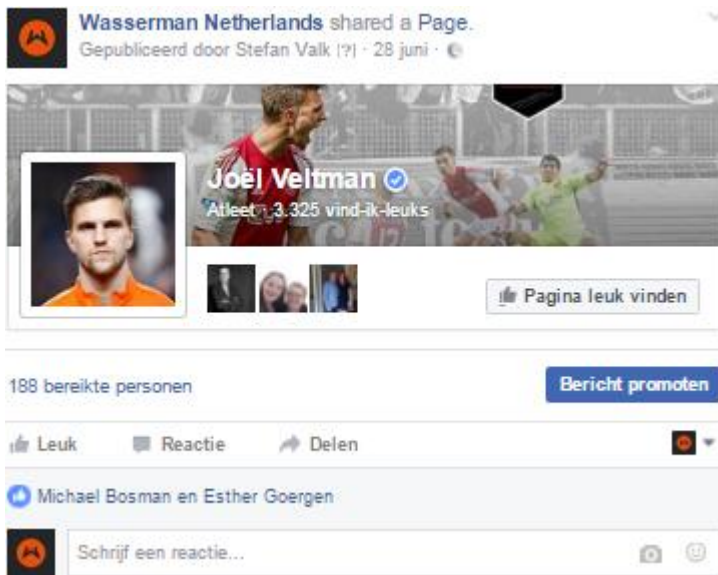 Wasserman Netherlands shared a Page.
Gepubliceerd door Stefan Valk [?] · 28 juni ·
Joël Veltman
Atleet · 3.325 vind-ik-leuks
Pagina leuk vinden
188 bereikte personen
Bericht promoten
Leuk Reactie Delen
Michael Bosman en Esther Goergen
Schrijf een reactie...